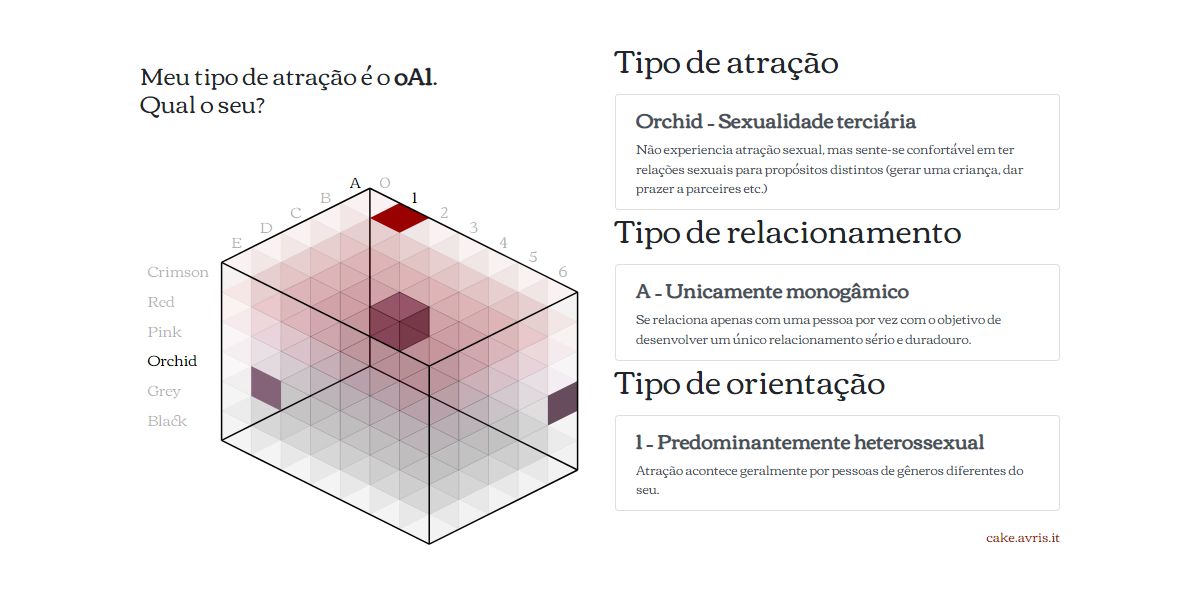 Meu tipo de atração é o oA1.
Qual o seu?
A 0
B 1
C 2
D 3
E 4
5
6
Crimson
Red
Pink
Orchid
Grey
Black
Tipo de atração
Orchid - Sexualidade terciária
Não experiencia atração sexual, mas sente-se confortável em ter
relações sexuais para propósitos distintos (gerar uma criança, dar
prazer a parceires etc.)
Tipo de relacionamento
A - Unicamente monogâmico
Se relaciona apenas com uma pessoa por vez com o objetivo de
desenvolver um único relacionamento sério e duradouro.
Tipo de orientação
1 - Predominantemente heterossexual
Atração acontece geralmente por pessoas de gêneros diferentes do
seu.
cake.avris.it